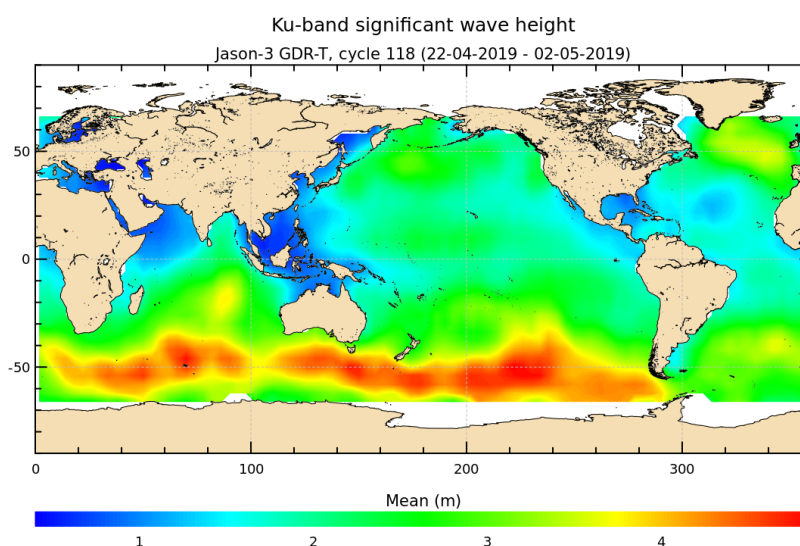 Ku-band significant wave height
Jason-3 GDR-T, cycle 118 (22-04-2019 - 02-05-2019)
50
0
-50
0 100 200 300
Mean (m)
1 2 3 4